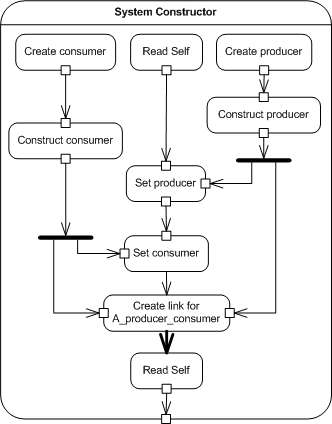 System Constructor
Create consumer
Read Self
Create producer
Construct consumer
Construct producer
Set producer
Set consumer
Create link for
A_producer_consumer
Read Self